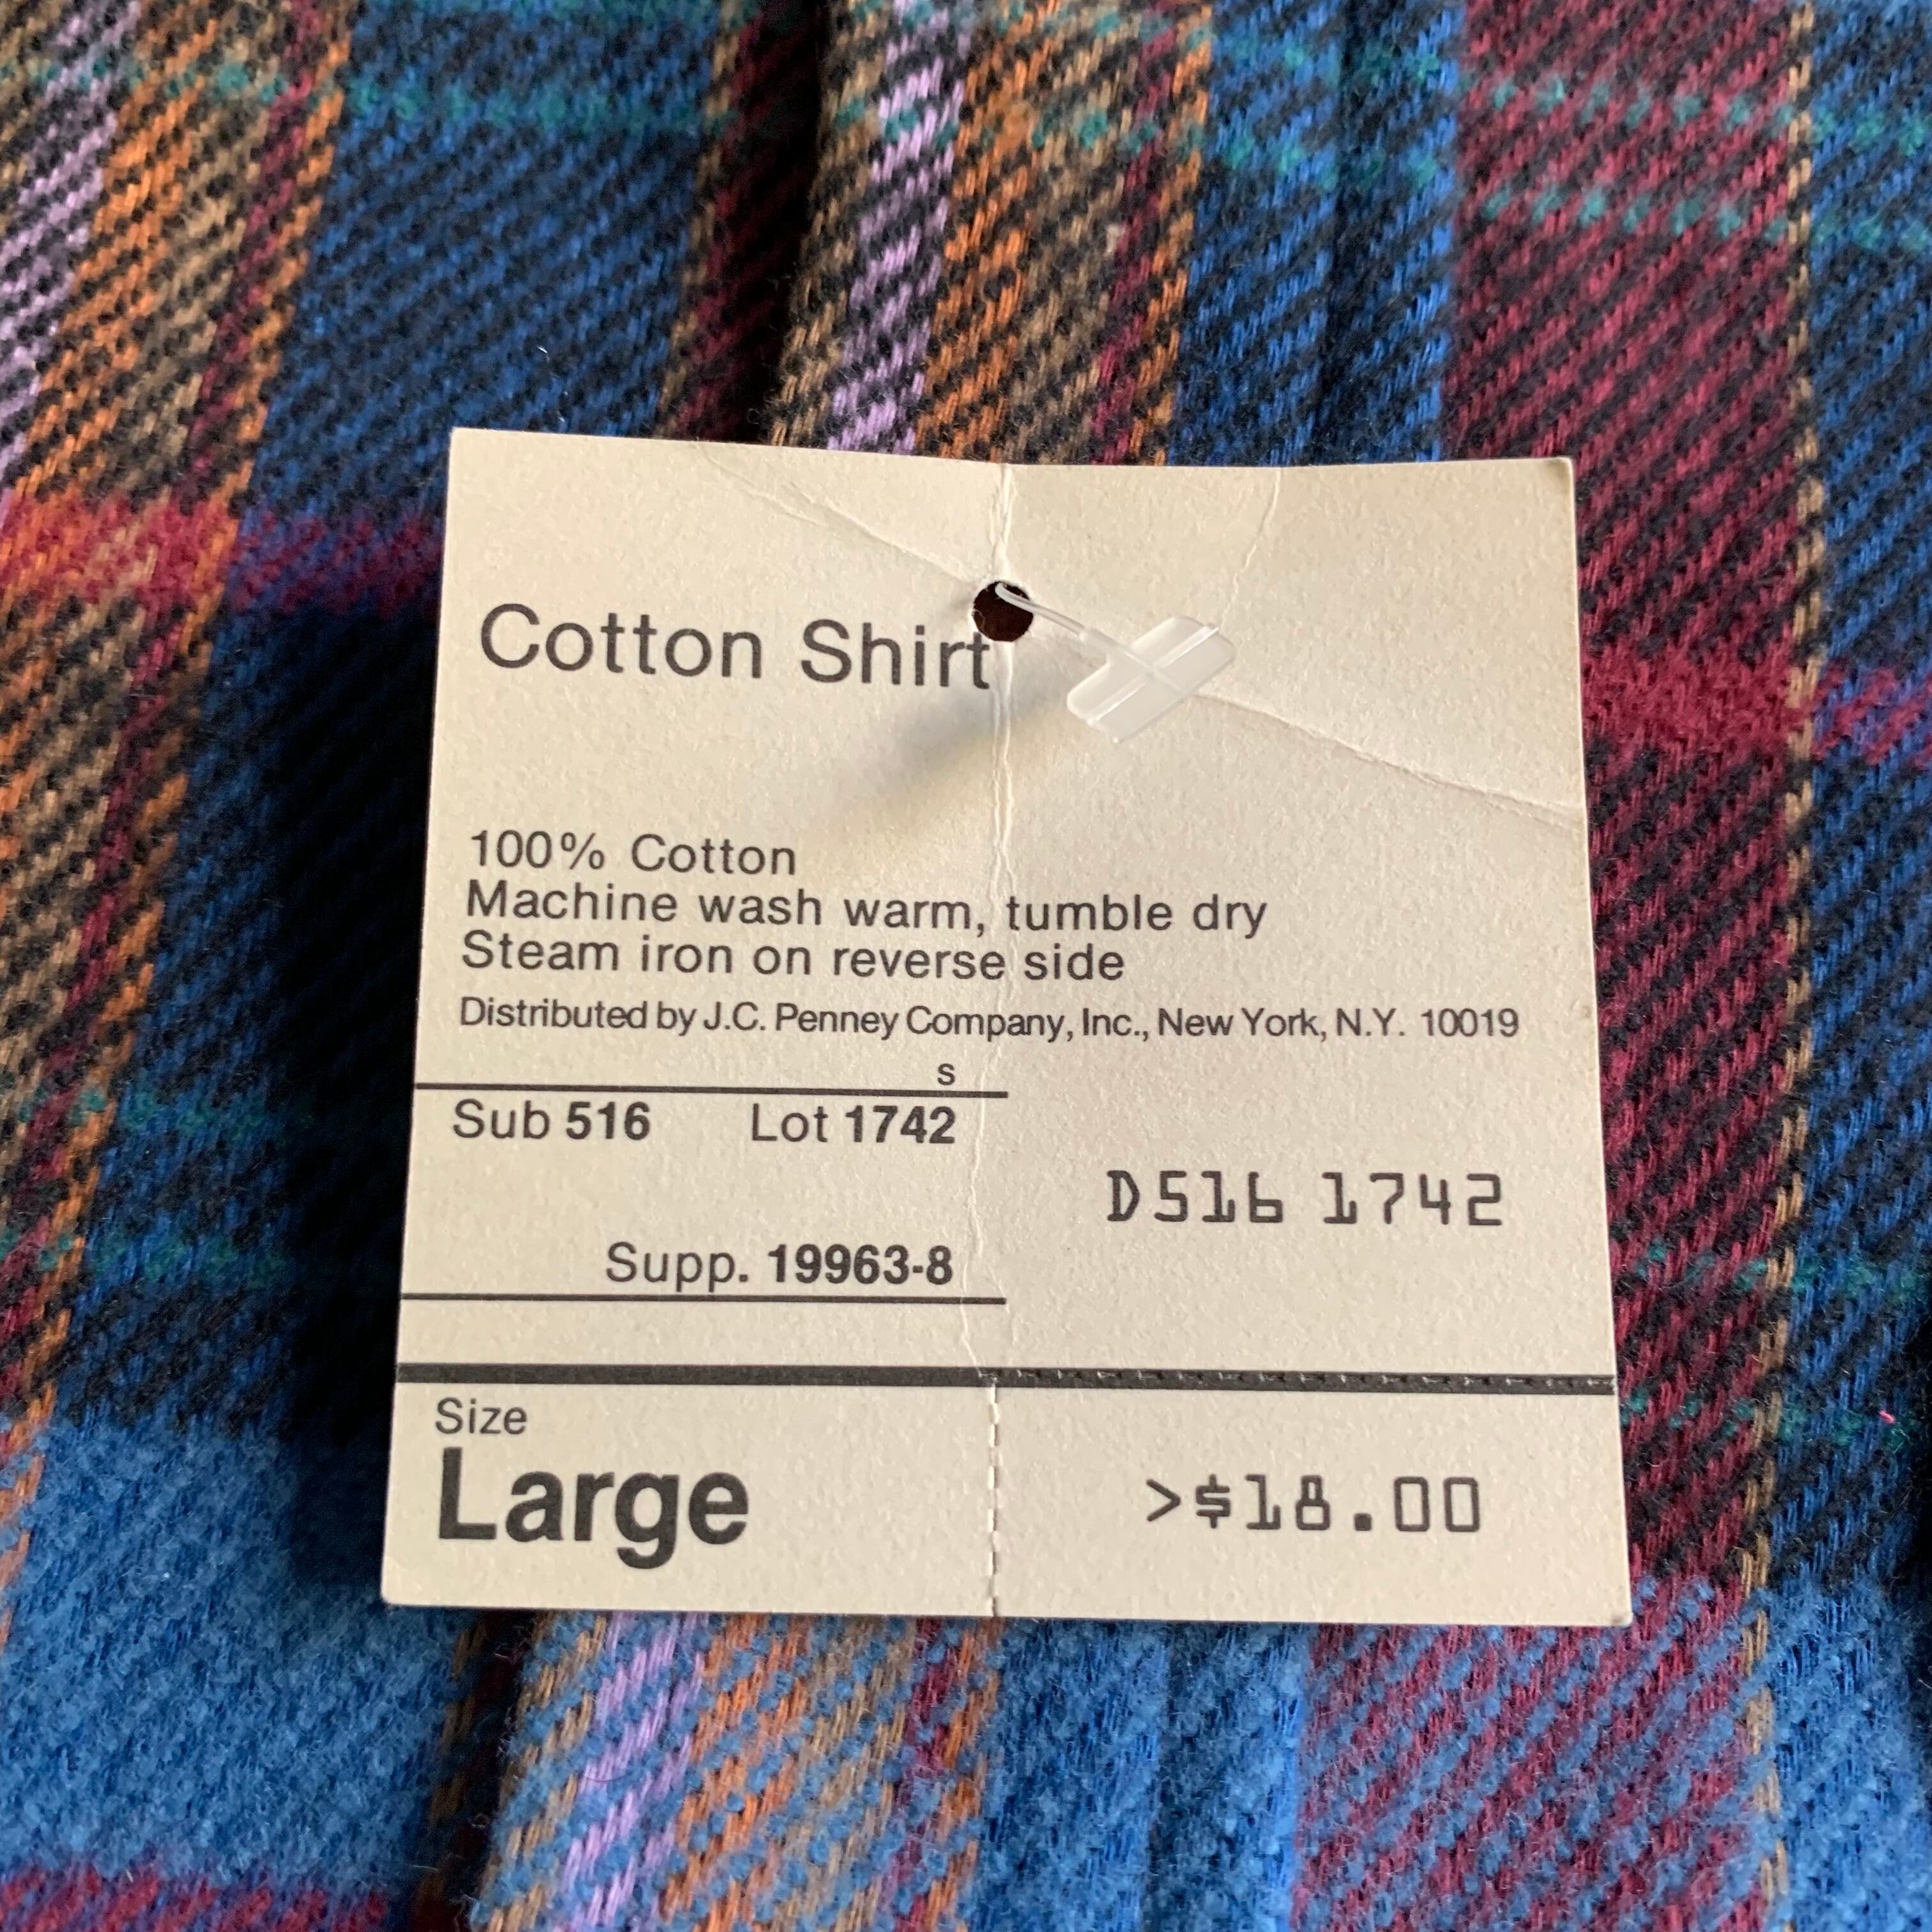 Cotton Shirt
100% Cotton
Machine wash warm, tumble dry
Steam iron on reverse side
Distributed by J.C. Penney Company, Inc., New York, N.Y. 10019
s
Sub 516 Lot 1742
D516 1742
Supp. 19963-8
Size
Large
>$18.00